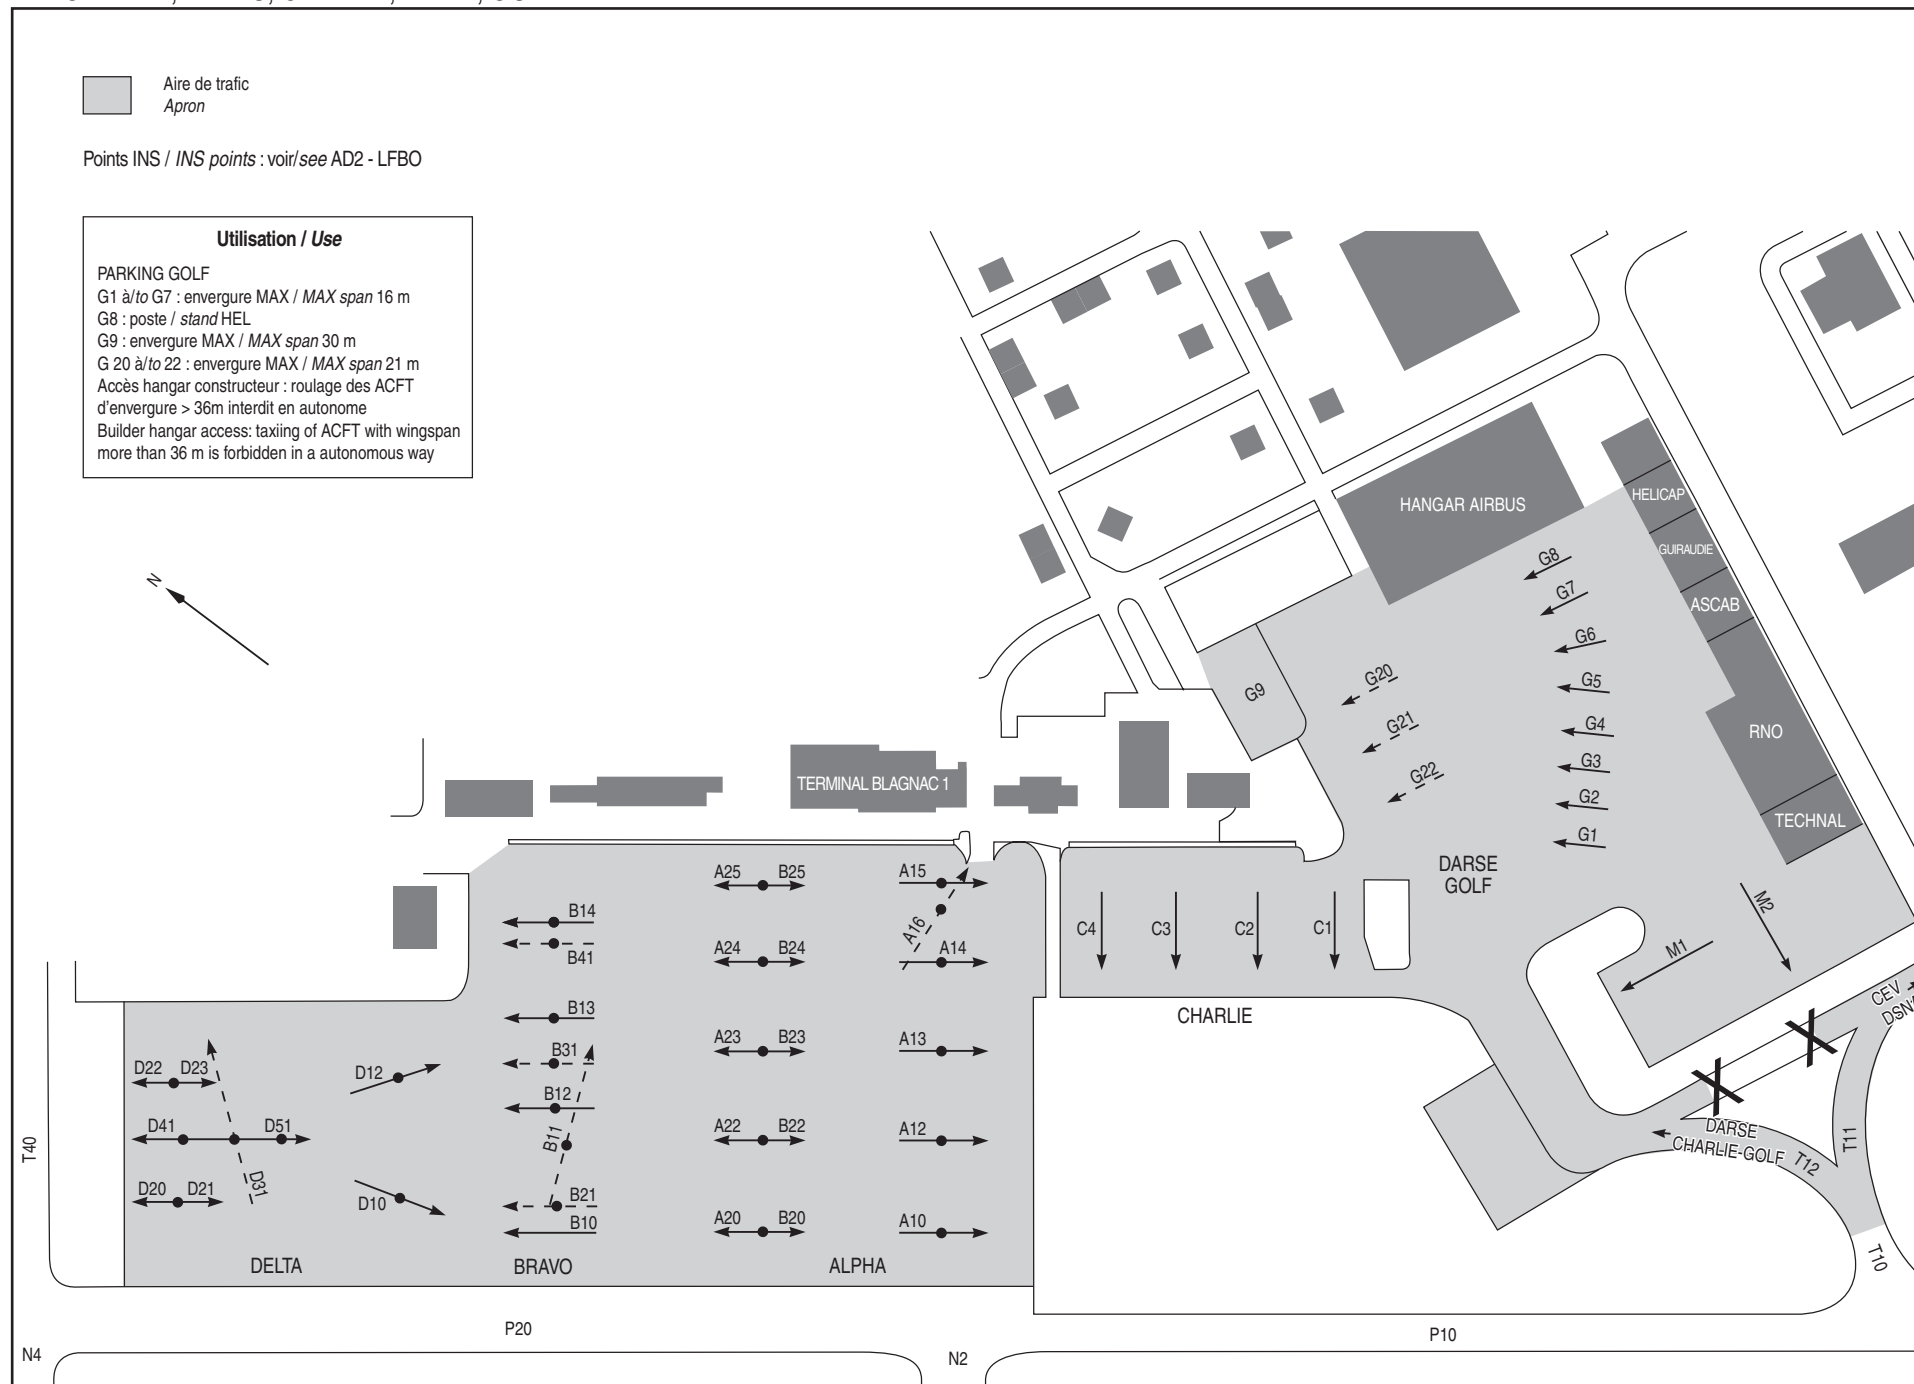 Aire de trafic
Apron
Points INS / INS points : voir/see AD2 - LFBO
Utilisation / Use
PARKING GOLF
G1 à/to G7 : envergure MAX / MAX span 16 m
G8 : poste / stand HEL
G9 : envergure MAX / MAX span 30 m
G 20 à/to 22 : envergure MAX / MAX span 21 m
Accès hangar constructeur : roulage des ACFT
d'envergure > 36m interdit en autonome
Builder hangar access: taxiing of ACFT with wingspan
more than 36 m is forbidden in a autonomous way
N
HANGAR AIRBUS
HELICAP
GUIRAUDIE
ASCAB
RNO
TECHNAL
G8
G7
G6
G5
G4
G3
G2
G1
G9
G20
G21
G22
TERMINAL BLAGNAC 1
DARSE
GOLF
M2
M1
A25 B25
A15
A16
B14
B41
A24 B24
A14
C4
C3
C2
C1
CHARLIE
B13
B31
A23 B23
A13
D22 D23
D12
B12
B11
D41 D51
A22 B22
A12
D31
D20 D21
D10
B21
B10
A20 B20
A10
DELTA
BRAVO
ALPHA
CEV
DARSE
CHARLIE-GOLF
T12
T11
T10
T40
P20
P10
N4
N2